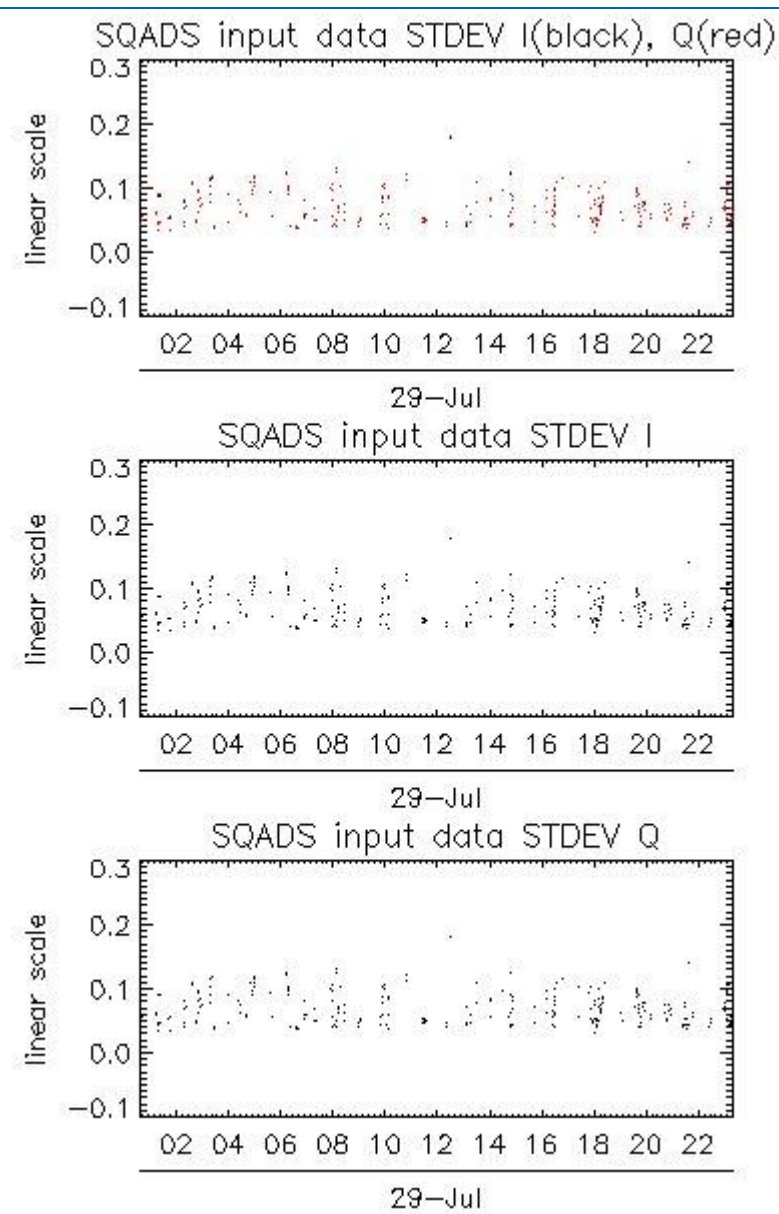 SQADS input data STDEV I(black), Q(red)
0.3
0.2
0.1
0.0
−0.1
linear scale
02 04 06 08 10 12 14 16 18 20 22
29−Jul
SQADS input data STDEV I
0.3
0.2
0.1
0.0
−0.1
linear scale
02 04 06 08 10 12 14 16 18 20 22
29−Jul
SQADS input data STDEV Q
0.3
0.2
0.1
0.0
−0.1
linear scale
02 04 06 08 10 12 14 16 18 20 22
29−Jul